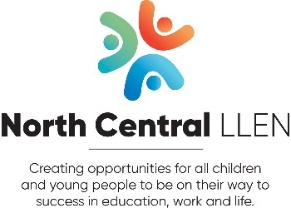 North Central LLEN
Creating opportunities for all children
and young people to be on their way to
success in education, work and life.